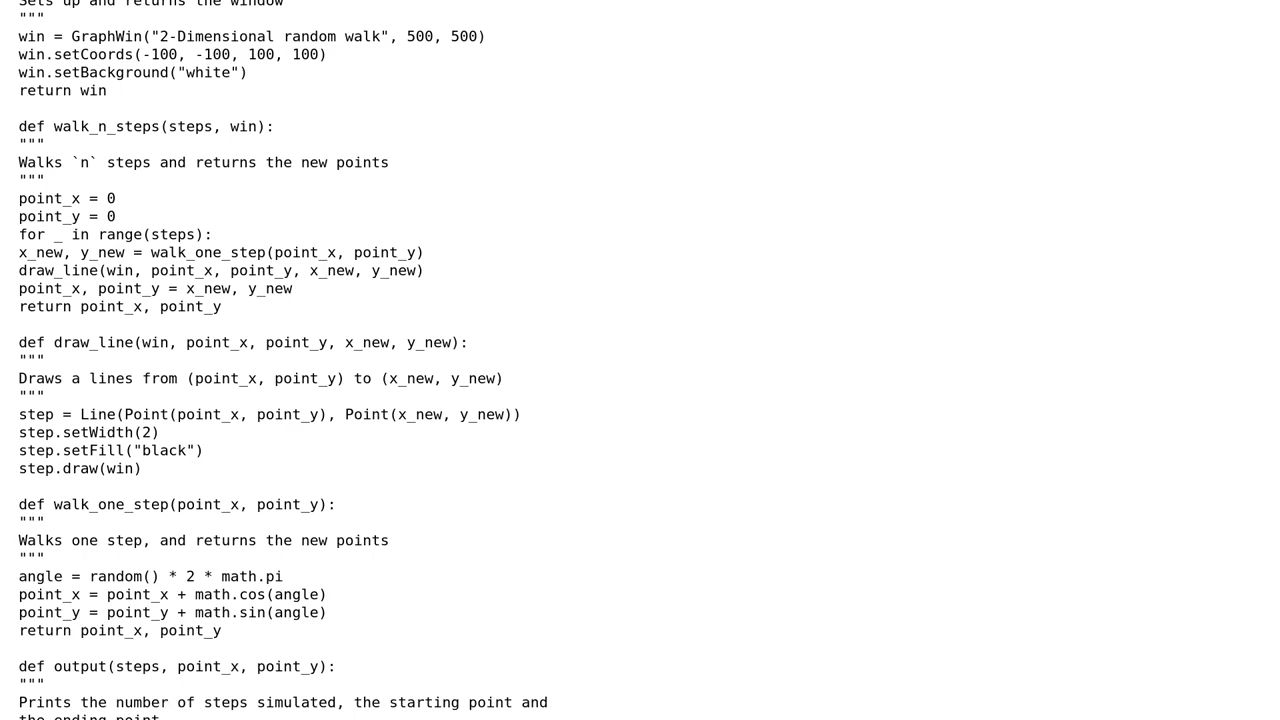 Sets up and returns the window
"""
win = GraphWin("2-Dimensional random walk", 500, 500)
win.setCoords(-100, -100, 100, 100)
win.setBackground("white")
return win

def walk_n_steps(steps, win):
"""
Walks `n` steps and returns the new points
"""
point_x = 0
point_y = 0
for _ in range(steps):
x_new, y_new = walk_one_step(point_x, point_y)
draw_line(win, point_x, point_y, x_new, y_new)
point_x, point_y = x_new, y_new
return point_x, point_y

def draw_line(win, point_x, point_y, x_new, y_new):
"""
Draws a lines from (point_x, point_y) to (x_new, y_new)
"""
step = Line(Point(point_x, point_y), Point(x_new, y_new))
step.setWidth(2)
step.setFill("black")
step.draw(win)

def walk_one_step(point_x, point_y):
"""
Walks one step, and returns the new points
"""
angle = random() * 2 * math.pi
point_x = point_x + math.cos(angle)
point_y = point_y + math.sin(angle)
return point_x, point_y

def output(steps, point_x, point_y):
"""
Prints the number of steps simulated, the starting point and
the ending point